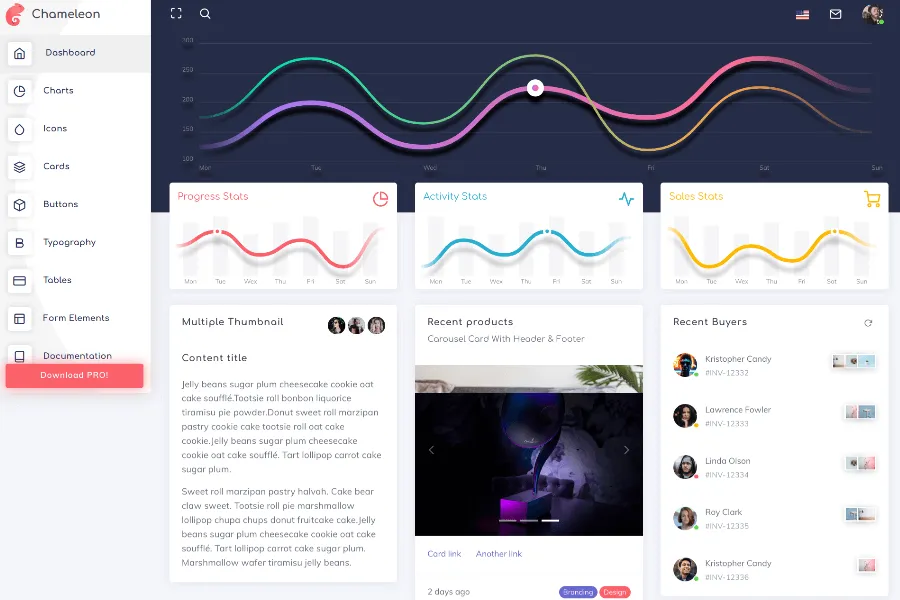 Chameleon
Dashboard
Charts
Icons
Cards
Buttons
Typography
Tables
Form Elements
Documentation
Download PRO!
300
250
200
150
100
Mon Tue Wed Thu Fri Sat Sun
Progress Stats
Mon Tue Wex Thu Fri Sat Sun
Activity Stats
Mon Tue Wex Thu Fri Sat Sun
Sales Stats
Mon Tue Wex Thu Fri Sat Sun
Multiple Thumbnail
Content title
Jelly beans sugar plum cheesecake cookie oat
cake soufflé.Tootsie roll bonbon liquorice
tiramisu pie powder.Donut sweet roll marzipan
pastry cookie cake tootsie roll oat cake
cookie.Jelly beans sugar plum cheesecake
cookie oat cake soufflé. Tart lollipop carrot cake
sugar plum.
Sweet roll marzipan pastry halvah. Cake bear
claw sweet. Tootsie roll pie marshmallow
lollipop chupa chups donut fruitcake cake.Jelly
beans sugar plum cheesecake cookie oat cake
soufflé. Tart lollipop carrot cake sugar plum.
Marshmallow wafer tiramisu jelly beans.
Recent products
Carousel Card With Header & Footer
Card link Another link
2 days ago Branding Design
Recent Buyers
Kristopher Candy
#INV-12332
Lawrence Fowler
#INV-12333
Linda Olson
#INV-12334
Roy Clark
#INV-12335
Kristopher Candy
#INV-12336